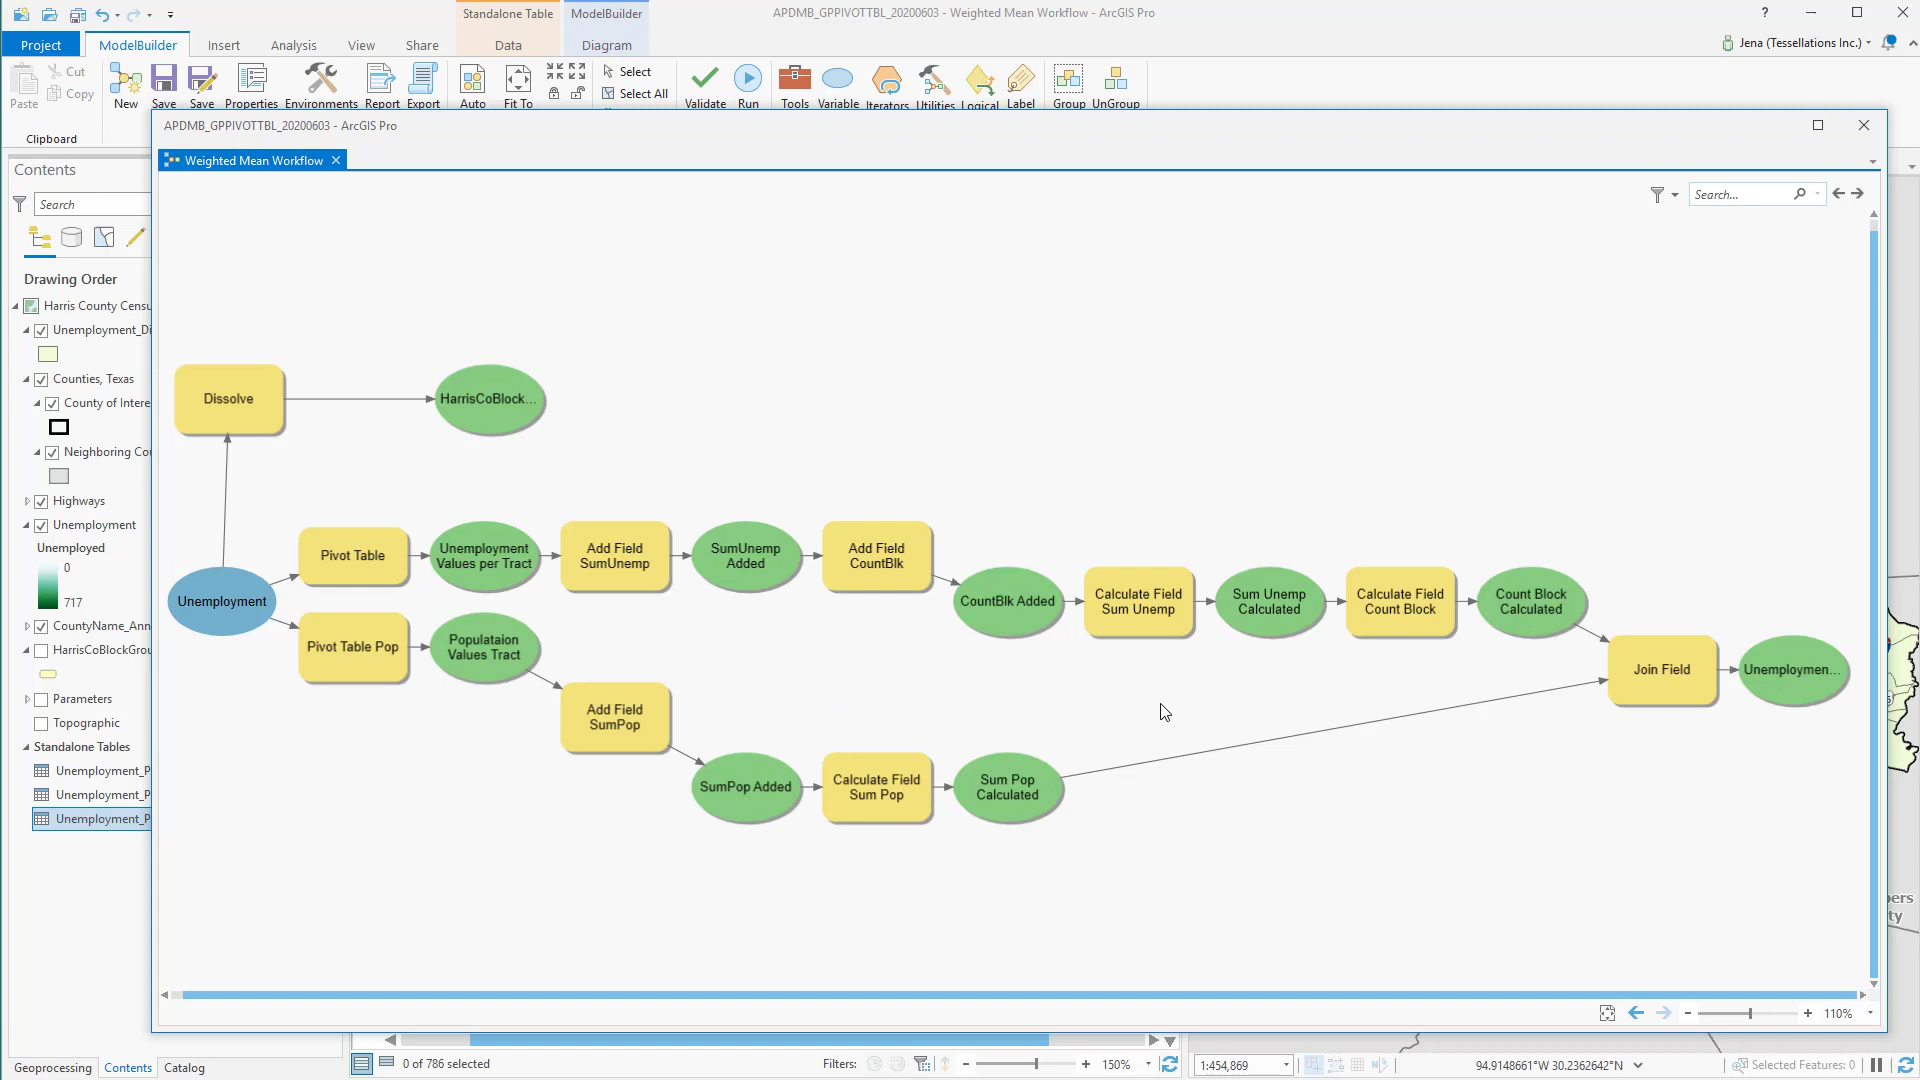 Standalone Table
ModelBuilder
APDMB_GPPIVOTTBL_20200603 - Weighted Mean Workflow - ArcGIS Pro
?
Project
ModelBuilder
Insert
Analysis
View
Share
Data
Diagram
Jena (Tessellations Inc.)
Paste
Cut
Copy
Clipboard
New
Save
Save
Properties
Environments
Report
Export
Auto
Fit To
Select
Select All
Validate
Run
Tools
Variable
Iterators
Utilities
Logical
Label
Group
UnGroup
APDMB_GPPIVOTTBL_20200603 - ArcGIS Pro
Weighted Mean Workflow
Search...
Contents
Search
Drawing Order
Harris County Censu
Unemployment_Di
Counties, Texas
County of Intere
Neighboring Co
Highways
Unemployment
Unemployed
0
717
CountyName_Ann
HarrisCoBlockGrou
Parameters
Topographic
Standalone Tables
Unemployment_P
Unemployment_P
Unemployment_P
Dissolve
HarrisCoBlock...
Unemployment
Pivot Table
Unemployment
Values per Tract
Add Field
SumUnemp
SumUnemp
Added
Add Field
CountBlk
CountBlk Added
Calculate Field
Sum Unemp
Sum Unemp
Calculated
Calculate Field
Count Block
Count Block
Calculated
Pivot Table Pop
Populataion
Values Tract
Add Field
SumPop
SumPop Added
Calculate Field
Sum Pop
Sum Pop
Calculated
Join Field
Unemploymen...
110%
pers
ty
Geoprocessing
Contents
Catalog
0 of 786 selected
Filters:
150%
1:454,869
94.9148661°W 30.2362642°N
Selected Features: 0